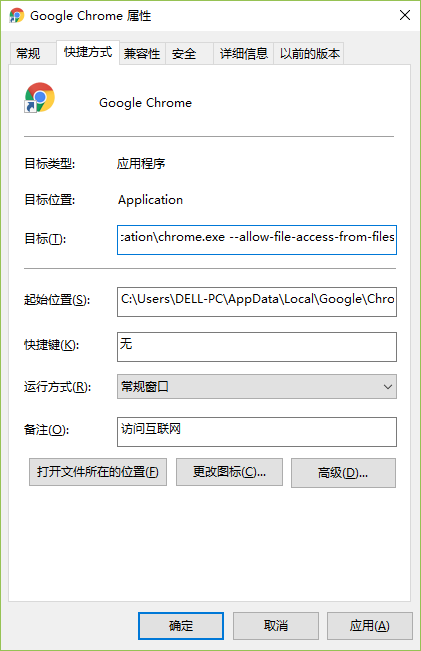 Google Chrome 属性
常规 快捷方式 兼容性 安全 详细信息 以前的版本
Google Chrome
目标类型: 应用程序
目标位置: Application
目标(T): cation\chrome.exe --allow-file-access-from-files
起始位置(S): C:\Users\DELL-PC\AppData\Local\Google\Chro
快捷键(K): 无
运行方式(R): 常规窗口
备注(O): 访问互联网
打开文件所在的位置(F) 更改图标(C)... 高级(D)...
确定 取消 应用(A)